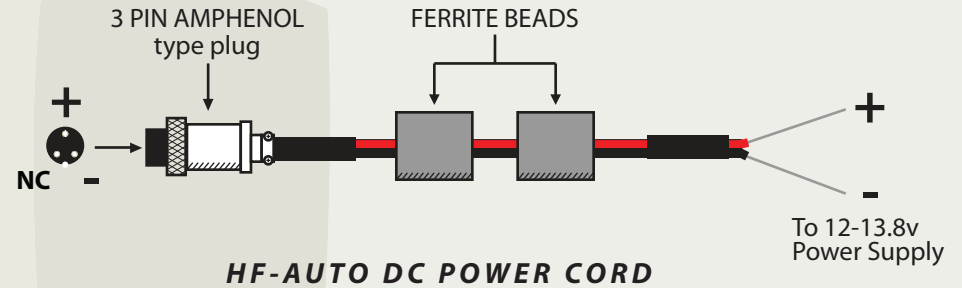 3 PIN AMPHENOL
type plug
FERRITE BEADS
+
NC -
+
-
To 12-13.8v
Power Supply
HF-AUTO DC POWER CORD